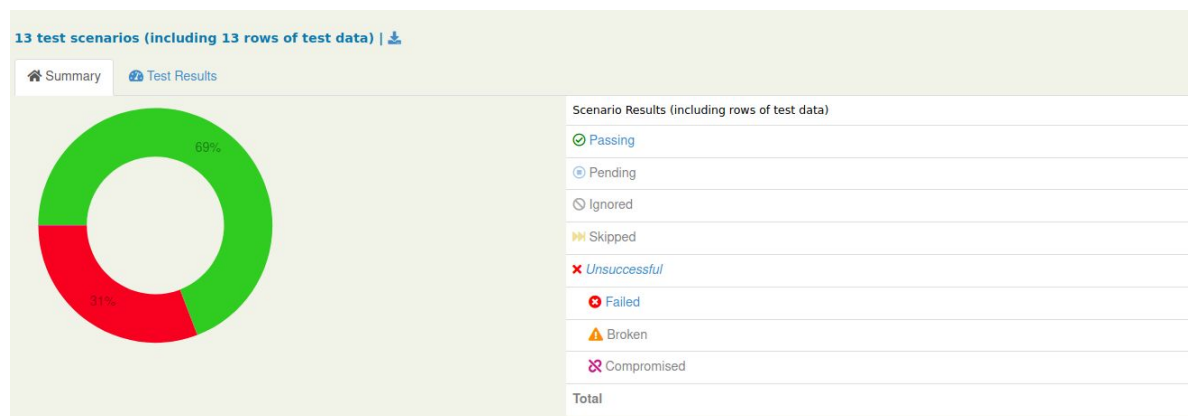 13 test scenarios (including 13 rows of test data) |
Summary
Test Results
69%
31%
Scenario Results (including rows of test data)
Passing
Pending
Ignored
Skipped
Unsuccessful
Failed
Broken
Compromised
Total